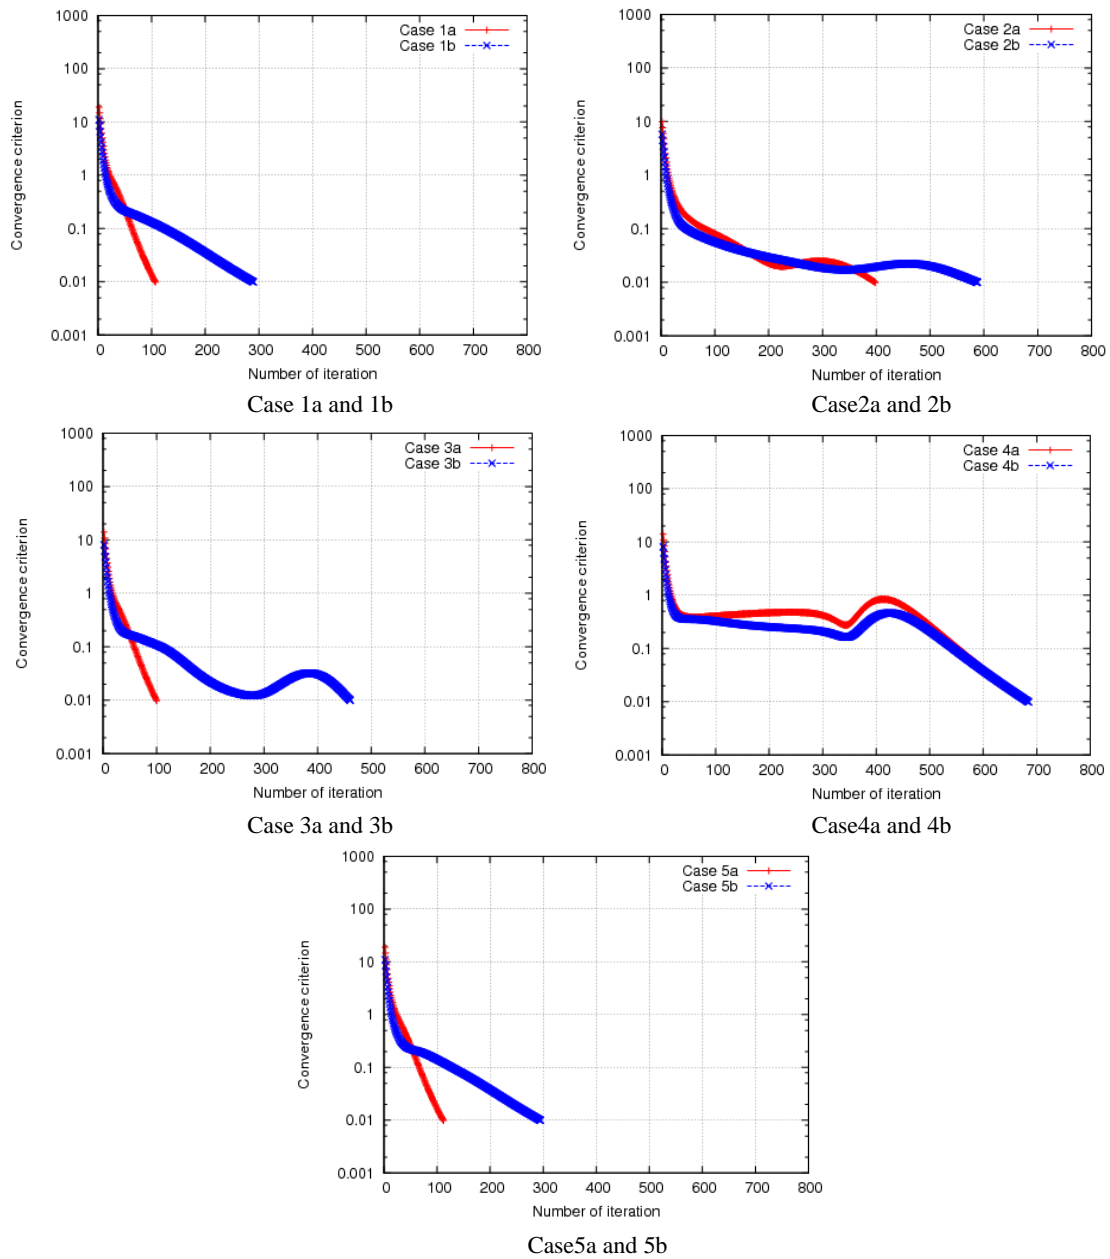 1000
100
10
1
0.1
0.01
0.001
Convergence criterion
Case 1a
Case 1b
0 100 200 300 400 500 600 700 800
Number of iteration
Case 1a and 1b
1000
100
10
1
0.1
0.01
0.001
Convergence criterion
Case 2a
Case 2b
0 100 200 300 400 500 600 700 800
Number of iteration
Case2a and 2b
1000
100
10
1
0.1
0.01
0.001
Convergence criterion
Case 3a
Case 3b
0 100 200 300 400 500 600 700 800
Number of iteration
Case 3a and 3b
1000
100
10
1
0.1
0.01
0.001
Convergence criterion
Case 4a
Case 4b
0 100 200 300 400 500 600 700 800
Number of iteration
Case4a and 4b
1000
100
10
1
0.1
0.01
0.001
Convergence criterion
Case 5a
Case 5b
0 100 200 300 400 500 600 700 800
Number of iteration
Case5a and 5b